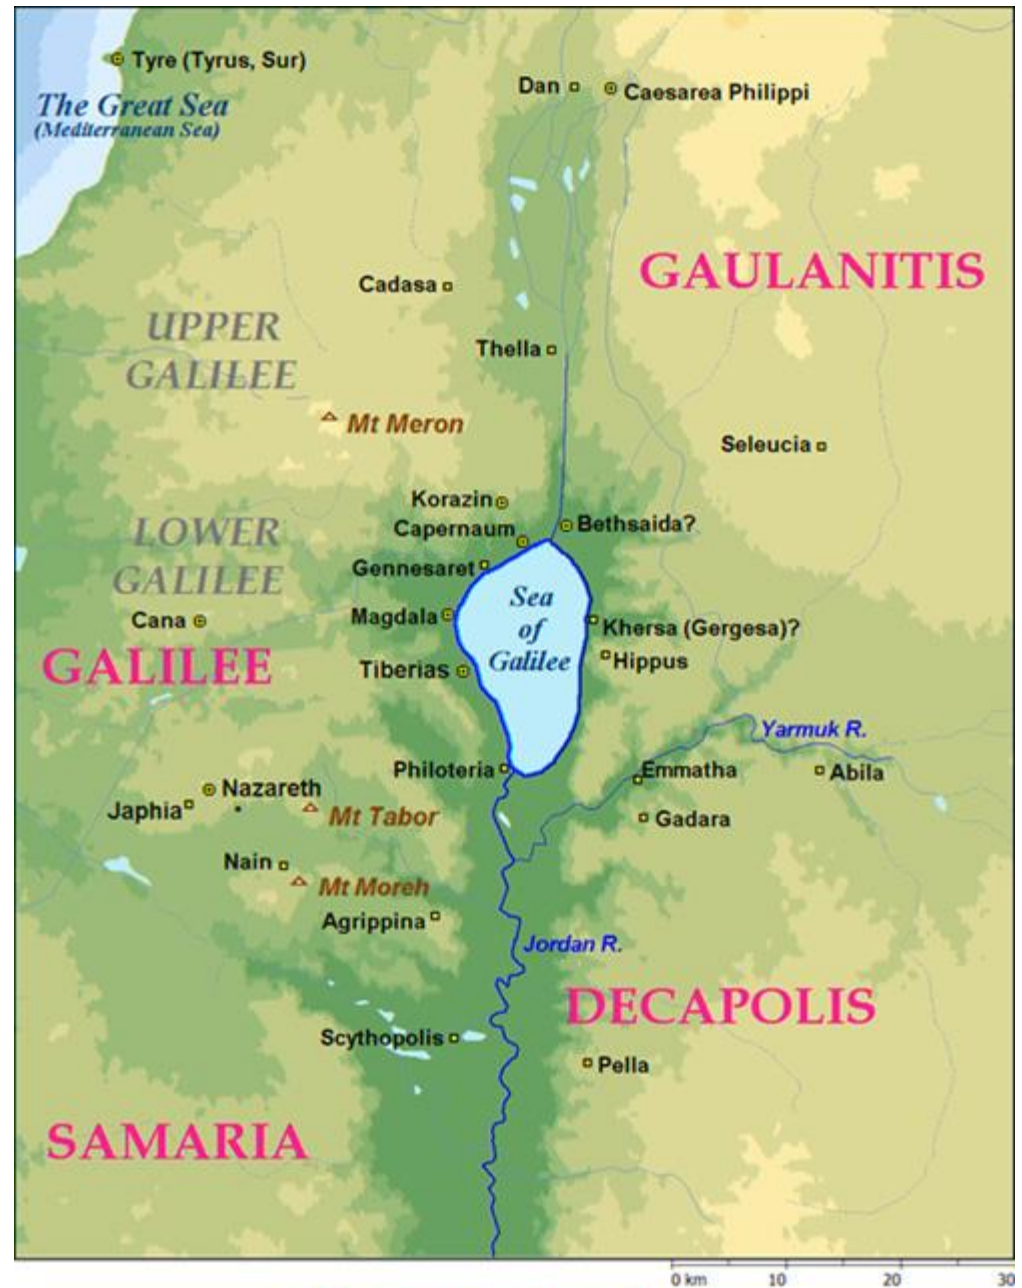 Tyre (Tyrus, Sur)
The Great Sea
(Mediterranean Sea)
Dan
Caesarea Philippi
GAULANITIS
Cadasa
UPPER
GALILEE
Thella
Mt Meron
Seleucia
Korazin
Capernaum
Bethsaida?
LOWER
GALILEE
Gennesaret
Sea
of
Galilee
Magdala
Cana
Khersa (Gergesa)?
Hippus
GALILEE
Tiberias
Yarmuk R.
Philoteria
Emmatha
Abila
Nazareth
Japhia
Mt Tabor
Gadara
Nain
Mt Moreh
Agrippina
Jordan R.
DECAPOLIS
Scythopolis
Pella
SAMARIA
0 km 10 20 30